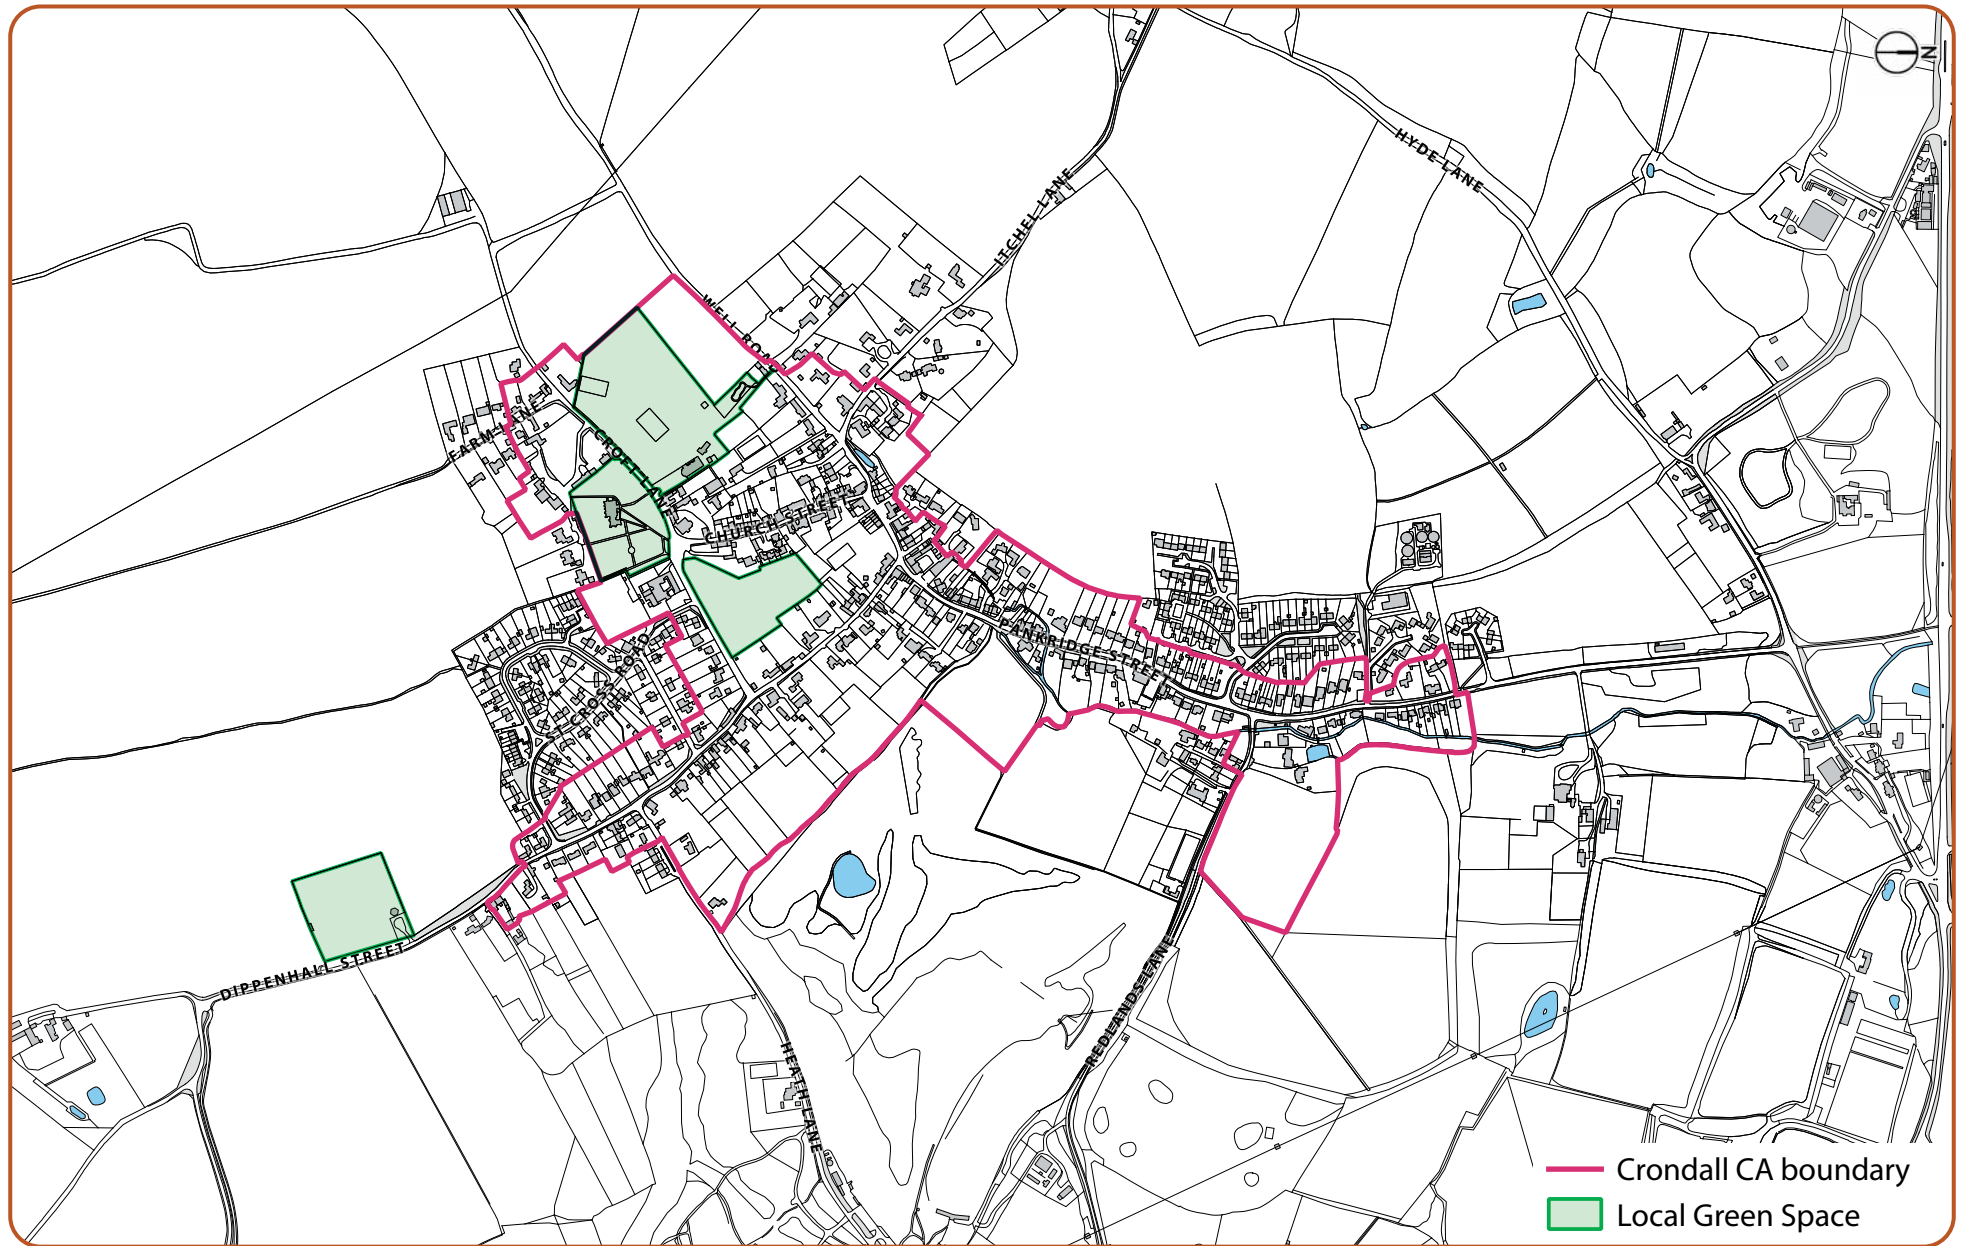 N
HYDE LANE
ITCHEL LANE
WELL ROAD
FARM LANE
CROFT LANE
CHURCH STREET
PANKRIDGE STREET
ST CROSS ROAD
DIPPENHALL STREET
REDLANDS LANE
HEATH LANE
Crondall CA boundary
Local Green Space